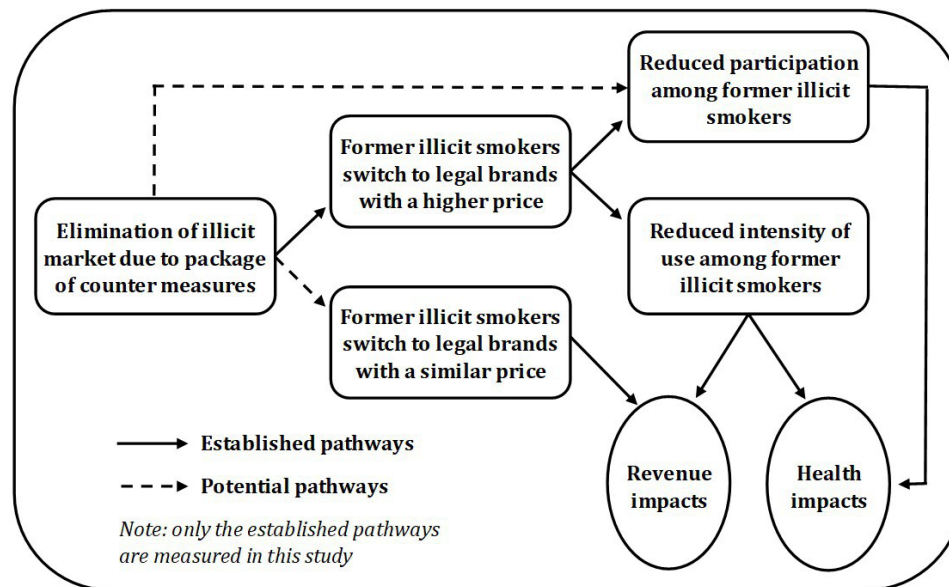 Reduced participation
among former illicit
smokers
Former illicit smokers
switch to legal brands
with a higher price
Elimination of illicit
market due to package
of counter measures
Reduced intensity of
use among former
illicit smokers
Former illicit smokers
switch to legal brands
with a similar price
Established pathways
Potential pathways
Note: only the established pathways
are measured in this study
Revenue
impacts
Health
impacts